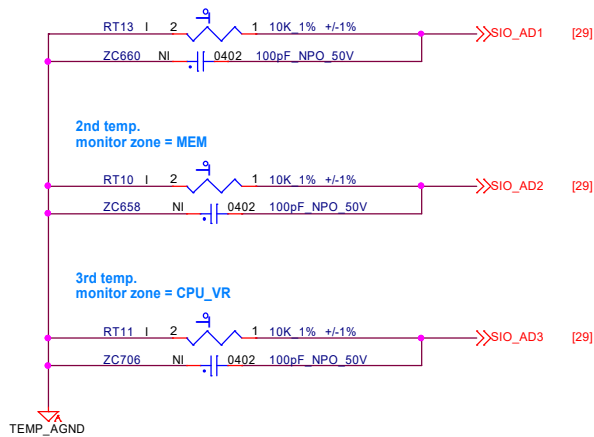 RT13 I 2 1 10K_1% +/-1% SIO_AD1 [29]
ZC660 NI 0402 100pF_NPO_50V
2nd temp.
monitor zone = MEM
RT10 I 2 1 10K_1% +/-1% SIO_AD2 [29]
ZC658 NI 0402 100pF_NPO_50V
3rd temp.
monitor zone = CPU_VR
RT11 I 2 1 10K_1% +/-1% SIO_AD3 [29]
ZC706 NI 0402 100pF_NPO_50V
A
TEMP_AGND